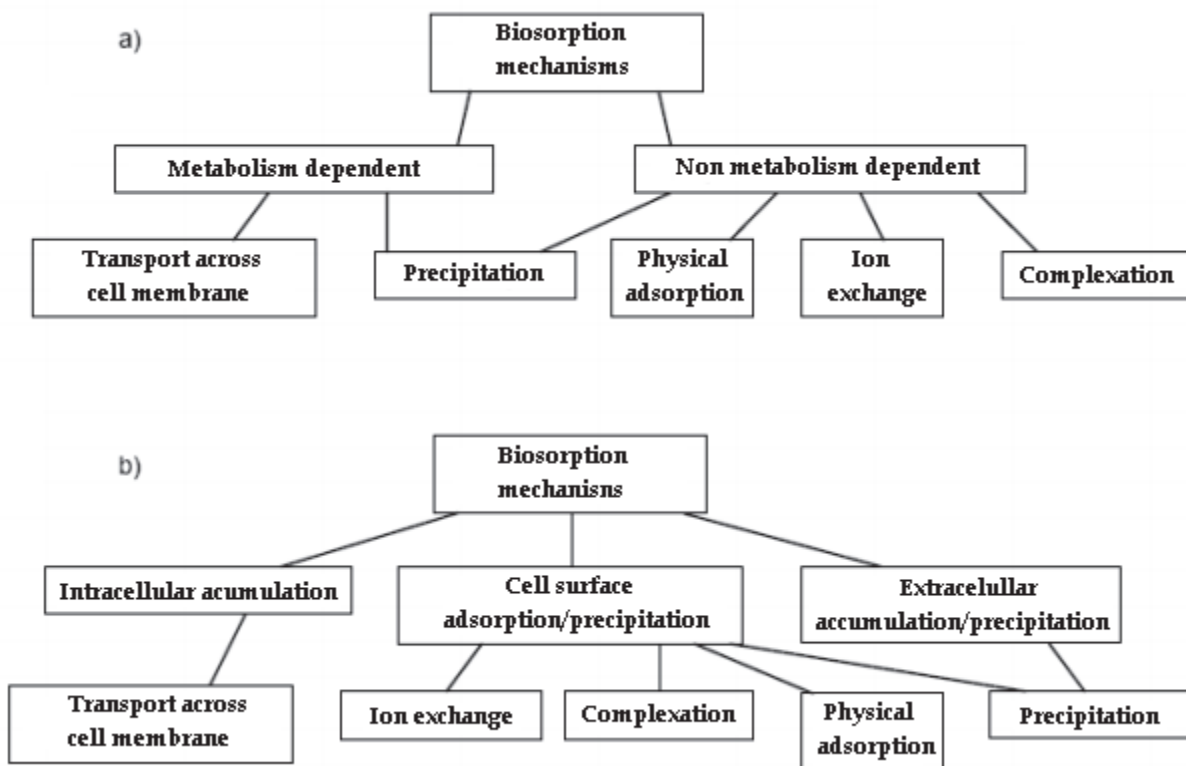 a)
Biosorption
mechanisms
Metabolism dependent
Non metabolism dependent
Transport across
cell membrane
Precipitation
Physical
adsorption
Ion
exchange
Complexation
b)
Biosorption
mechanisns
Intracellular acumulation
Cell surface
adsorption/precipitation
Extracelullar
accumulation/precipitation
Transport across
cell membrane
Ion exchange
Complexation
Physical
adsorption
Precipitation